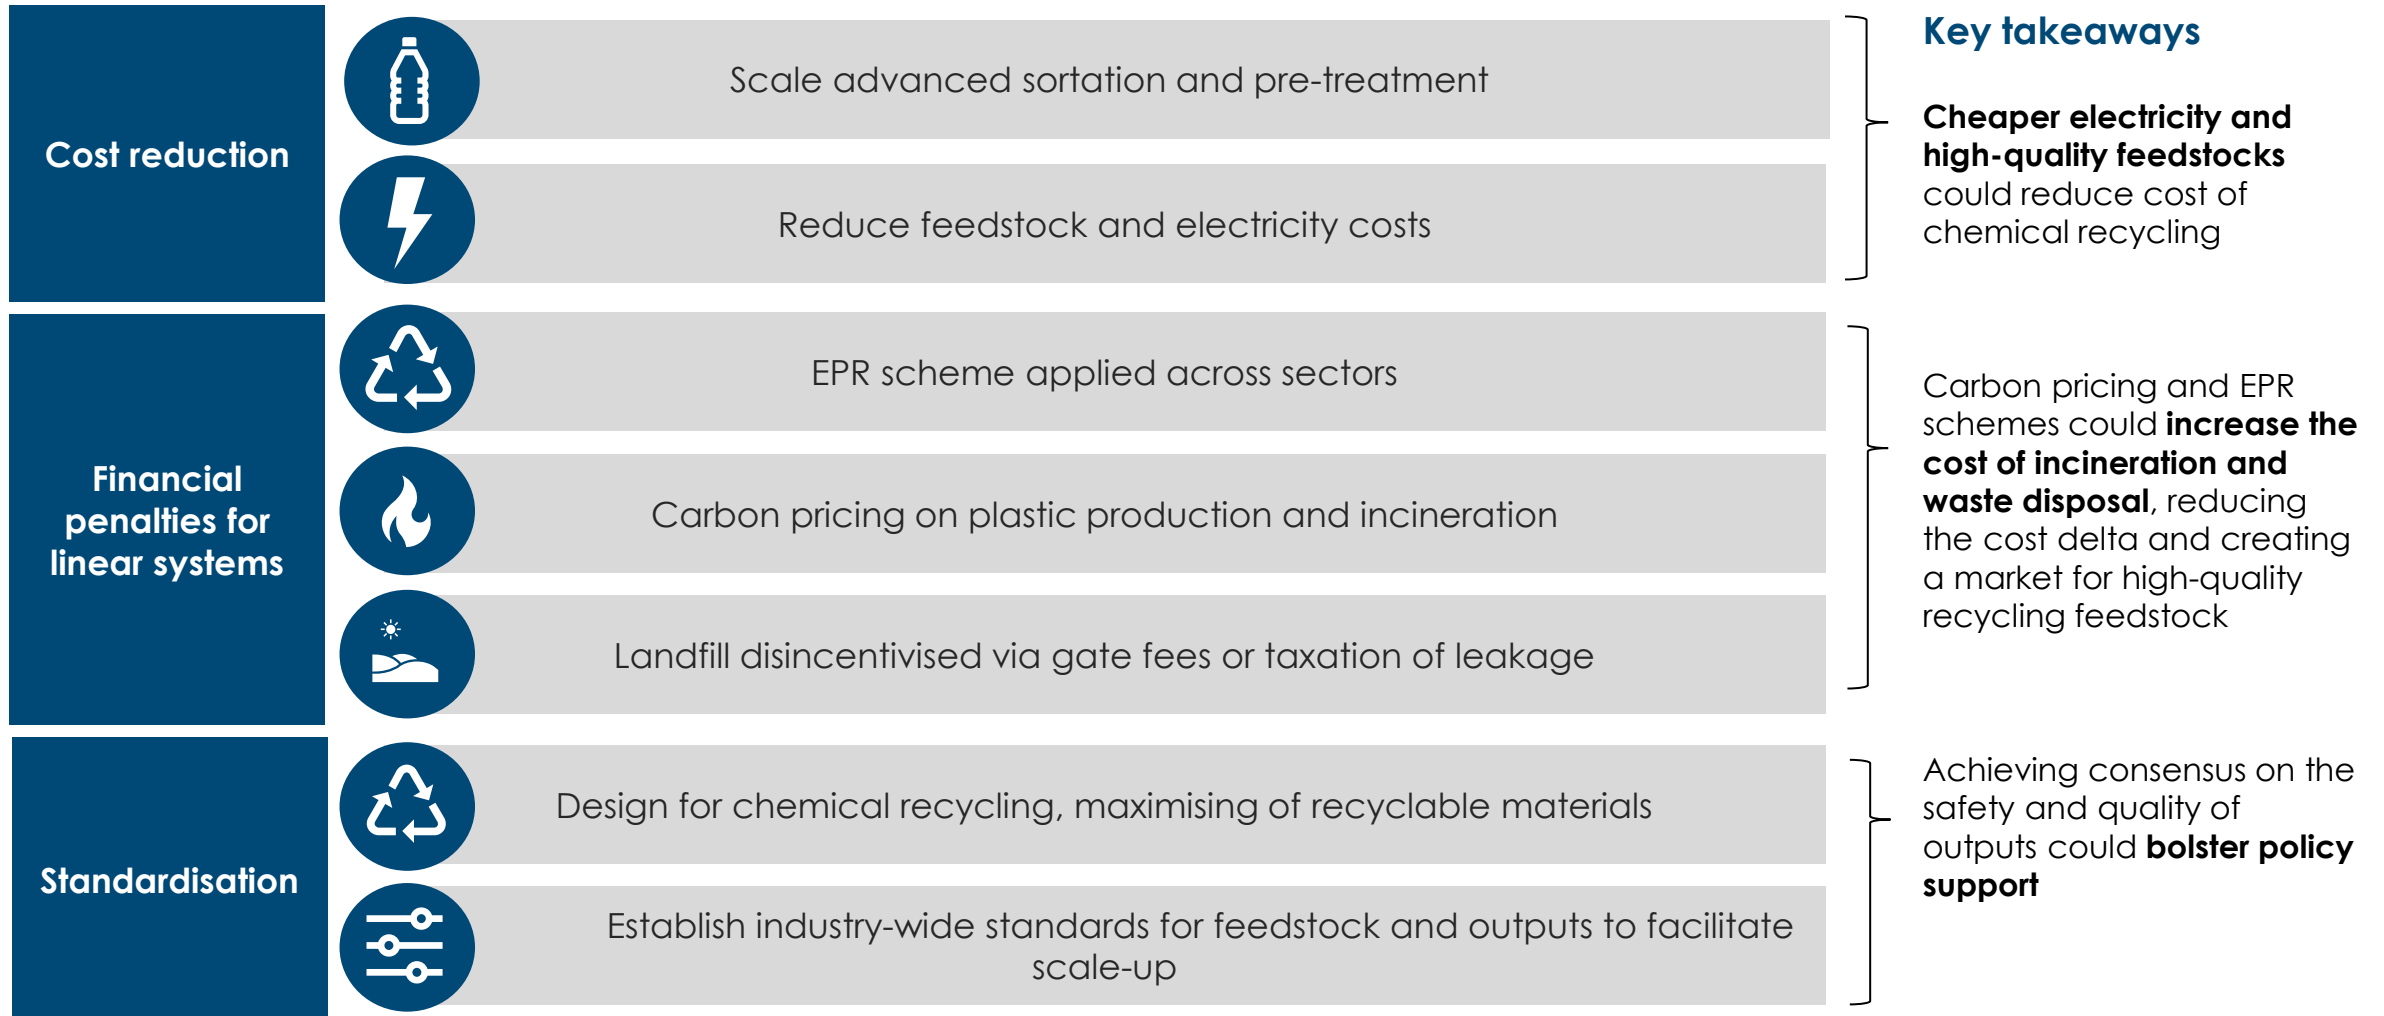 Cost reduction
Scale advanced sortation and pre-treatment
Reduce feedstock and electricity costs
Key takeaways
Cheaper electricity and
high-quality feedstocks
could reduce cost of
chemical recycling
Financial
penalties for
linear systems
EPR scheme applied across sectors
Carbon pricing on plastic production and incineration
Landfill disincentivised via gate fees or taxation of leakage
Carbon pricing and EPR
schemes could increase the
cost of incineration and
waste disposal, reducing
the cost delta and creating
a market for high-quality
recycling feedstock
Standardisation
Design for chemical recycling, maximising of recyclable materials
Establish industry-wide standards for feedstock and outputs to facilitate
scale-up
Achieving consensus on the
safety and quality of
outputs could bolster policy
support